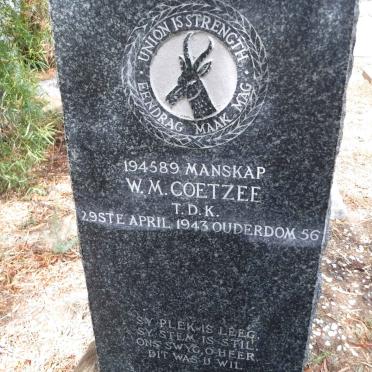 UNION IS STRENGTH
EENDRAG MAAK MAG
194589 MANSKAP
W. M. COETZEE
T. D. K.
29STE APRIL 1943 OUDERDOM 56
SY PLEK IS LEEG,
SY STEM IS STIL,
ONS SWYG, O HEER,
DIT WAS U WIL.